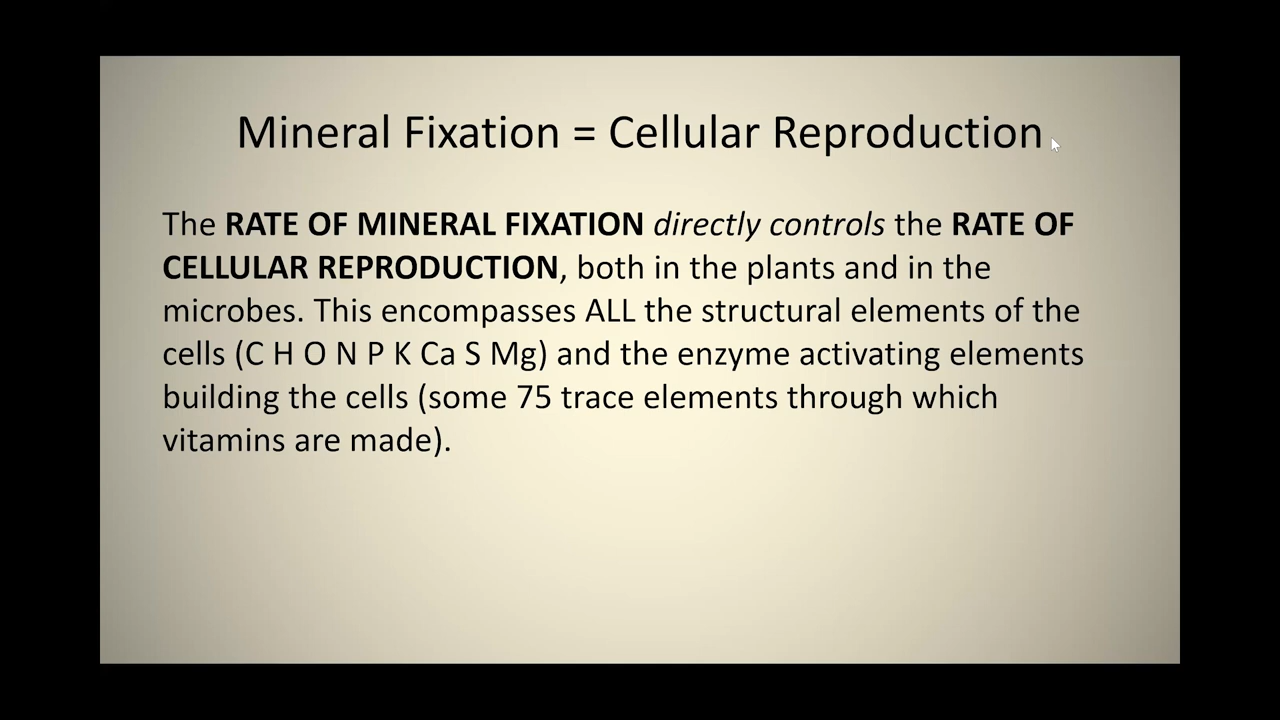 Mineral Fixation = Cellular Reproduction
The RATE OF MINERAL FIXATION directly controls the RATE OF
CELLULAR REPRODUCTION, both in the plants and in the
microbes. This encompasses ALL the structural elements of the
cells (C H O N P K Ca S Mg) and the enzyme activating elements
building the cells (some 75 trace elements through which
vitamins are made).